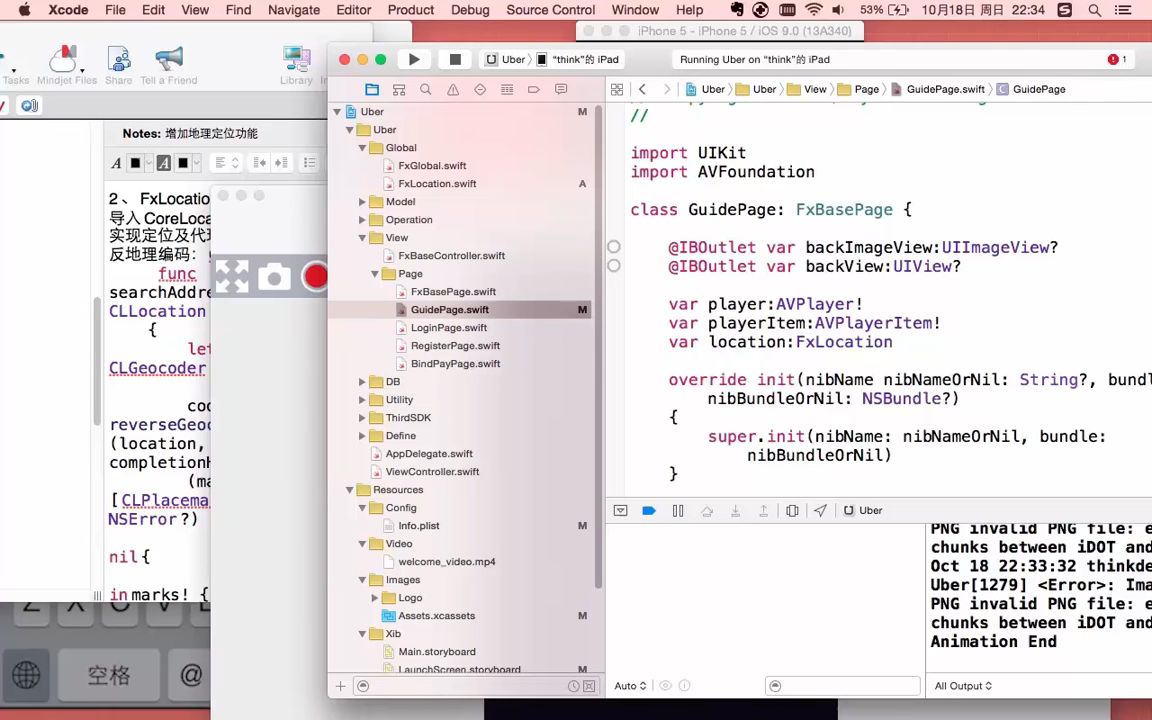 Xcode File Edit View Find Navigate Editor Product Debug Source Control Window Help 53% 10月18日 周日 22:34
iPhone 5 - iPhone 5 / iOS 9.0 (13A340)
Tasks Mindjet Files Share Tell a Friend Library
Uber "think"的 iPad
Running Uber on "think"的 iPad
1
Notes: 增加地理定位功能
2、FxLocatio
导入 CoreLoc
实现定位及代
反地理编码：
func
searchAddre
CLLocation
{
let
CLGeocoder
reverseGeoc
(location,
completionH
(ma
[CLPlacema
NSError?)
nil{
in marks! {
空格
@
Uber M
Uber
Global
FxGlobal.swift
FxLocation.swift A
Model
Operation
View
FxBaseController.swift
Page
FxBasePage.swift
GuidePage.swift M
LoginPage.swift
RegisterPage.swift
BindPayPage.swift
DB
Utility
ThirdSDK
Define
AppDelegate.swift
ViewController.swift
Resources
Config
Info.plist M
Video
welcome_video.mp4
Images
Logo
Assets.xcassets M
Xib
Main.storyboard
LaunchScreen.storyboard M
Uber Uber View Page GuidePage.swift GuidePage
//
import UIKit
import AVFoundation
class GuidePage: FxBasePage {
@IBOutlet var backImageView:UIImageView?
@IBOutlet var backView:UIView?
var player:AVPlayer!
var playerItem:AVPlayerItem!
var location:FxLocation
override init(nibName nibNameOrNil: String?, bund
nibBundleOrNil: NSBundle?)
{
super.init(nibName: nibNameOrNil, bundle:
nibBundleOrNil)
}
Uber
PNG invalid PNG file: e
chunks between iDOT and
Oct 18 22:33:32 thinkde
Uber[1279] <Error>: Ima
PNG invalid PNG file: e
chunks between iDOT and
Animation End
Auto
All Output